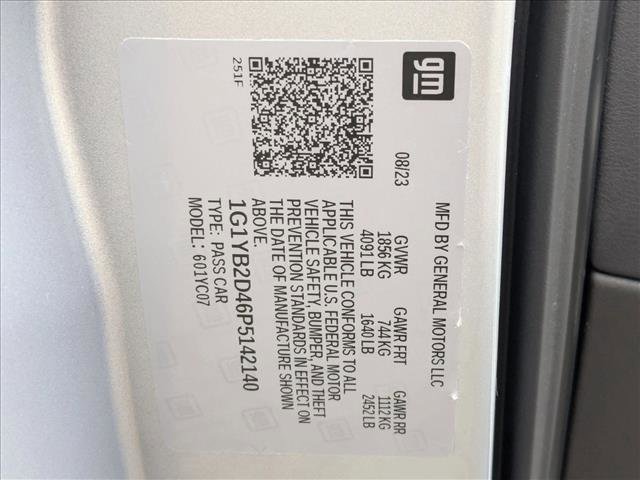 gm
MFD BY GENERAL MOTORS LLC
08/23
GVWR
1856 KG
4091 LB
GAWR FRT
744 KG
1640 LB
GAWR RR
1112 KG
2452 LB
THIS VEHICLE CONFORMS TO ALL
APPLICABLE U.S. FEDERAL MOTOR
VEHICLE SAFETY, BUMPER, AND THEFT
PREVENTION STANDARDS IN EFFECT ON
THE DATE OF MANUFACTURE SHOWN
ABOVE.
1G1YB2D46P5142140
TYPE: PASS CAR
MODEL: 601YC07
251F